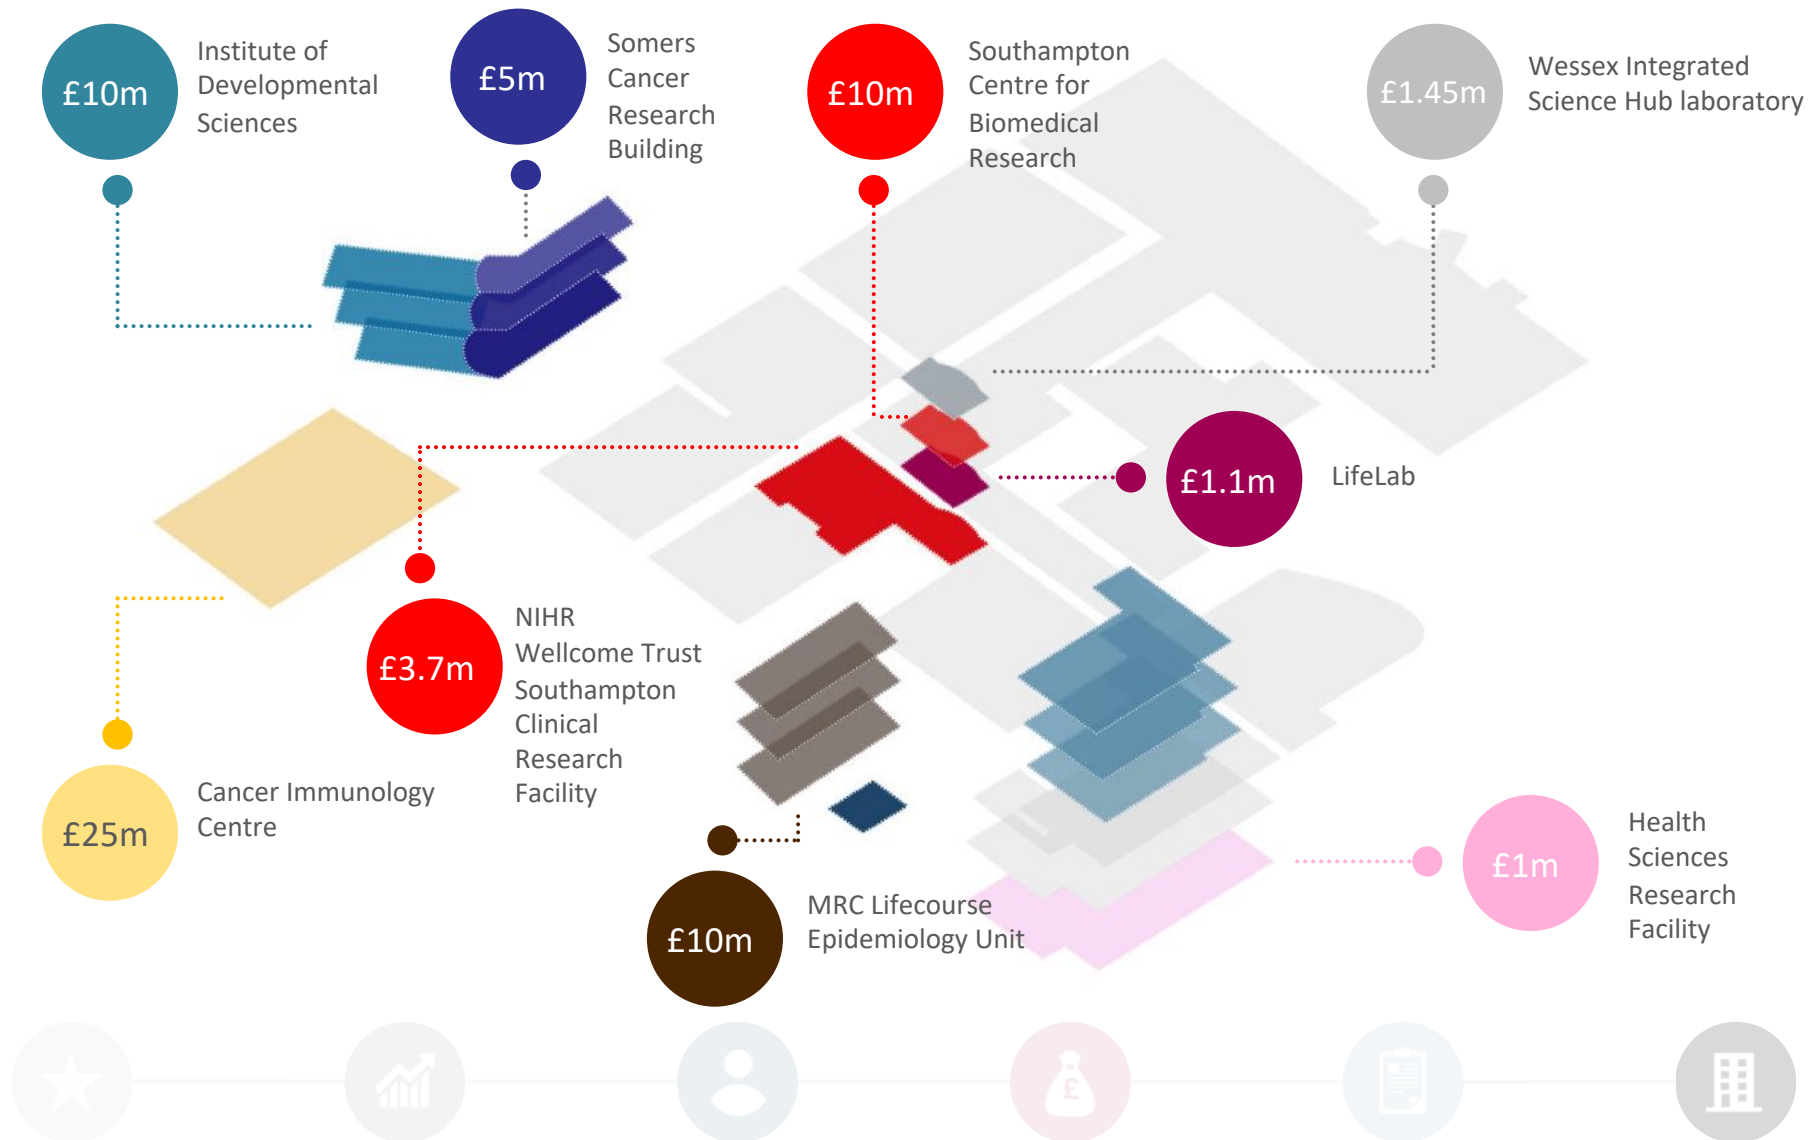 £10m
Institute of
Developmental
Sciences
£5m
Somers
Cancer
Research
Building
£10m
Southampton
Centre for
Biomedical
Research
£1.45m
Wessex Integrated
Science Hub laboratory
£1.1m
LifeLab
£3.7m
NIHR
Wellcome Trust
Southampton
Clinical
Research
Facility
£25m
Cancer Immunology
Centre
£10m
MRC Lifecourse
Epidemiology Unit
£1m
Health
Sciences
Research
Facility
£